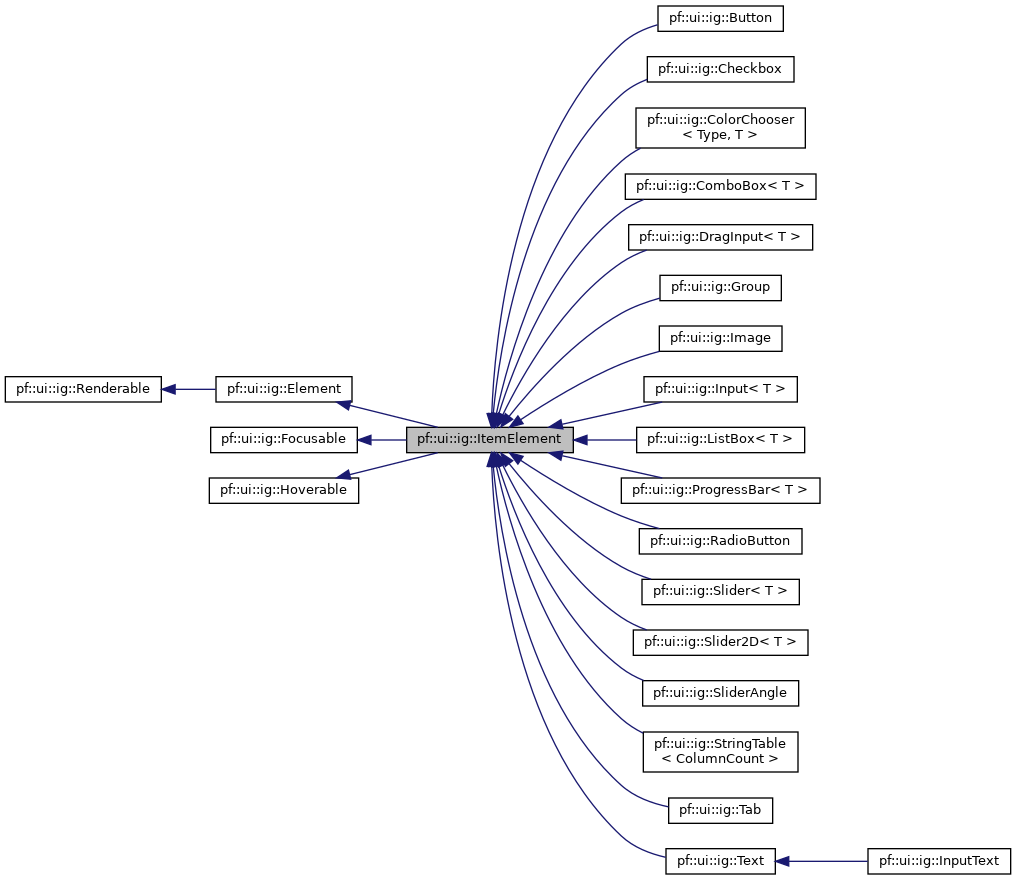 pf::ui::ig::Button
pf::ui::ig::Checkbox
pf::ui::ig::ColorChooser
< Type, T >
pf::ui::ig::ComboBox< T >
pf::ui::ig::DragInput< T >
pf::ui::ig::Group
pf::ui::ig::Image
pf::ui::ig::Renderable
pf::ui::ig::Element
pf::ui::ig::Input< T >
pf::ui::ig::Focusable
pf::ui::ig::ItemElement
pf::ui::ig::ListBox< T >
pf::ui::ig::Hoverable
pf::ui::ig::ProgressBar< T >
pf::ui::ig::RadioButton
pf::ui::ig::Slider< T >
pf::ui::ig::Slider2D< T >
pf::ui::ig::SliderAngle
pf::ui::ig::StringTable
< ColumnCount >
pf::ui::ig::Tab
pf::ui::ig::Text
pf::ui::ig::InputText